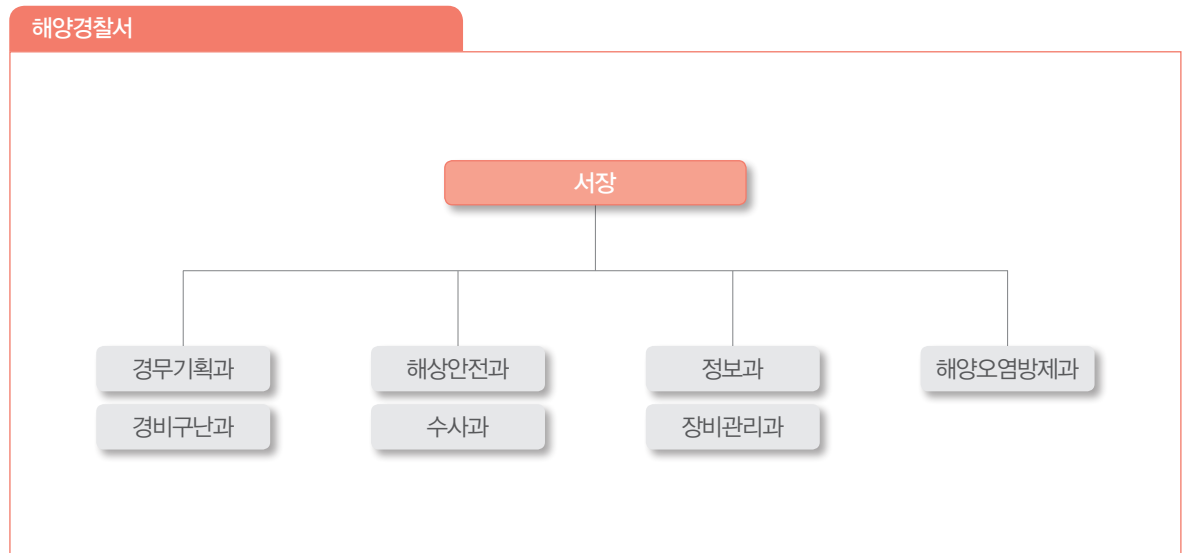 해양경찰서
서장
경무기획과
해상안전과
정보과
해양오염방제과
경비구난과
수사과
장비관리과